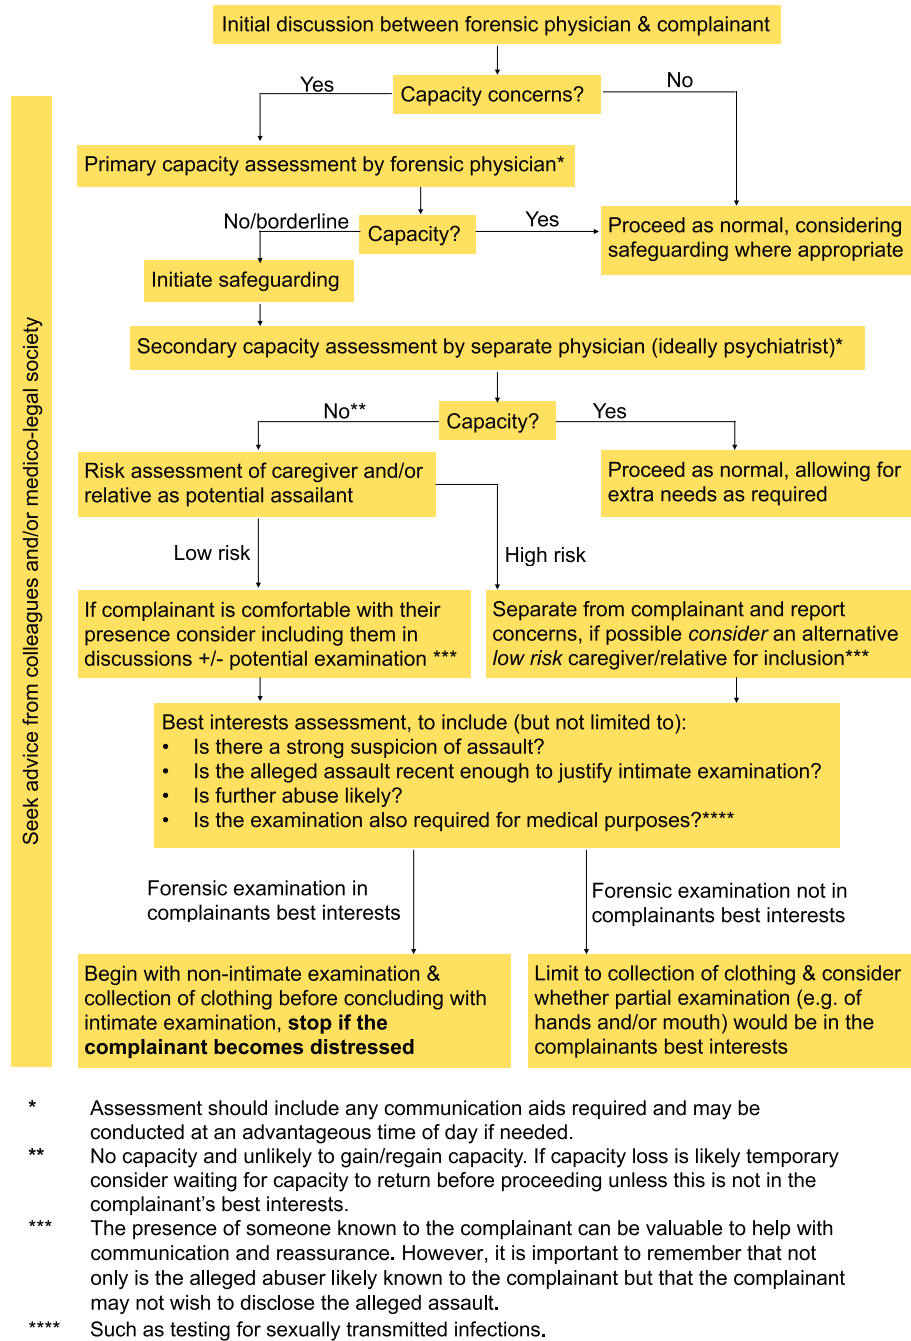 Initial discussion between forensic physician & complainant
Yes
Capacity concerns?
No
Primary capacity assessment by forensic physician*
No/borderline
Capacity?
Yes
Proceed as normal, considering
safeguarding where appropriate
Initiate safeguarding
Secondary capacity assessment by separate physician (ideally psychiatrist)*
No**
Capacity?
Yes
Risk assessment of caregiver and/or
relative as potential assailant
Proceed as normal, allowing for
extra needs as required
Low risk
High risk
If complainant is comfortable with their
presence consider including them in
discussions +/- potential examination ***
Separate from complainant and report
concerns, if possible consider an alternative
low risk caregiver/relative for inclusion***
Best interests assessment, to include (but not limited to):
• Is there a strong suspicion of assault?
• Is the alleged assault recent enough to justify intimate examination?
• Is further abuse likely?
• Is the examination also required for medical purposes?****
Forensic examination in
complainants best interests
Forensic examination not in
complainants best interests
Begin with non-intimate examination &
collection of clothing before concluding with
intimate examination, stop if the
complainant becomes distressed
Limit to collection of clothing & consider
whether partial examination (e.g. of
hands and/or mouth) would be in the
complainants best interests
Seek advice from colleagues and/or medico-legal society
* Assessment should include any communication aids required and may be
conducted at an advantageous time of day if needed.
** No capacity and unlikely to gain/regain capacity. If capacity loss is likely temporary
consider waiting for capacity to return before proceeding unless this is not in the
complainant's best interests.
*** The presence of someone known to the complainant can be valuable to help with
communication and reassurance. However, it is important to remember that not
only is the alleged abuser likely known to the complainant but that the complainant
may not wish to disclose the alleged assault.
**** Such as testing for sexually transmitted infections.